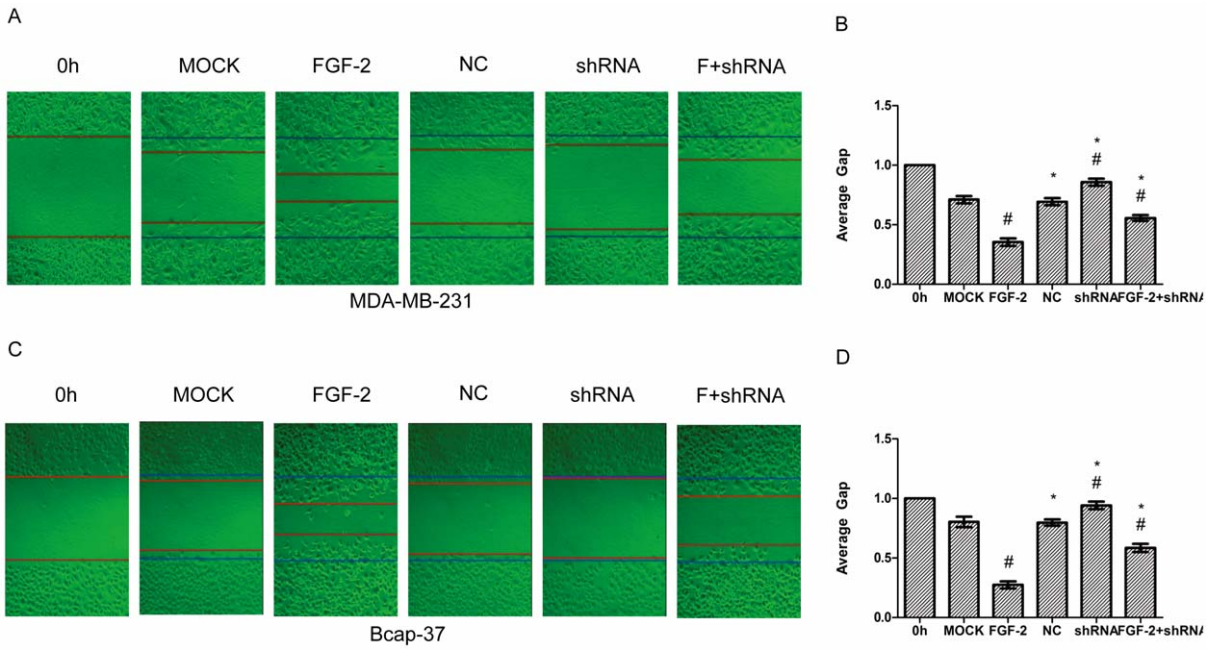 A
0h MOCK FGF-2 NC shRNA F+shRNA
MDA-MB-231
B
Average Gap
1.5
1.0
0.5
0.0
* * *
# # #
0h MOCK FGF-2 NC shRNA FGF-2+shRNA
C
0h MOCK FGF-2 NC shRNA F+shRNA
Bcap-37
D
Average Gap
1.5
1.0
0.5
0.0
* * *
# # #
0h MOCK FGF-2 NC shRNA FGF-2+shRNA